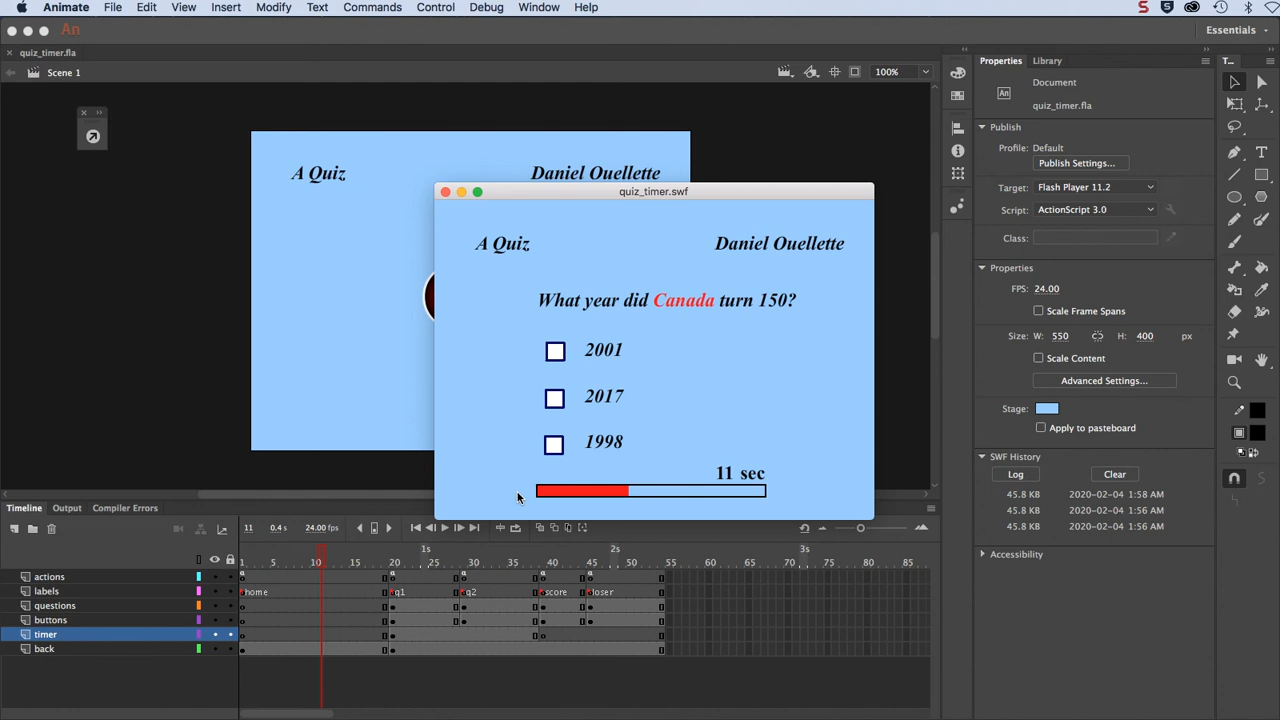 Animate File Edit View Insert Modify Text Commands Control Debug Window Help
An Essentials
quiz_timer.fla
Scene 1 100%
A Quiz Daniel Ouellette
quiz_timer.swf
A Quiz Daniel Ouellette
What year did Canada turn 150?
2001
2017
1998
11 sec
Properties Library T...
Document
An quiz_timer.fla
Publish
Profile: Default
Publish Settings...
Target: Flash Player 11.2
Script: ActionScript 3.0
Class:
Properties
FPS: 24.00
Scale Frame Spans
Size: W: 550 H: 400 px
Scale Content
Advanced Settings...
Stage:
Apply to pasteboard
SWF History
Log Clear
45.8 KB 2020-02-04 1:58 AM
45.8 KB 2020-02-04 1:56 AM
45.8 KB 2020-02-04 1:56 AM
Accessibility
Timeline Output Compiler Errors
11 0.4 s 24.00 fps
1s 2s 3s
1 5 10 15 20 25 30 35 40 45 50 55 60 65 70 75 80 85
actions
labels home q1 q2 score loser
questions
buttons
timer
back